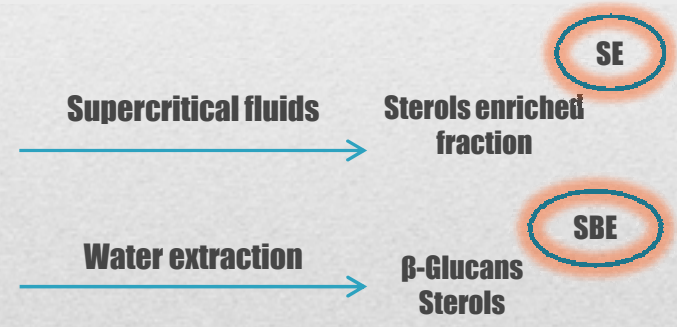 SE
Supercritical fluids
Sterols enriched
fraction
SBE
Water extraction
β-Glucans
Sterols